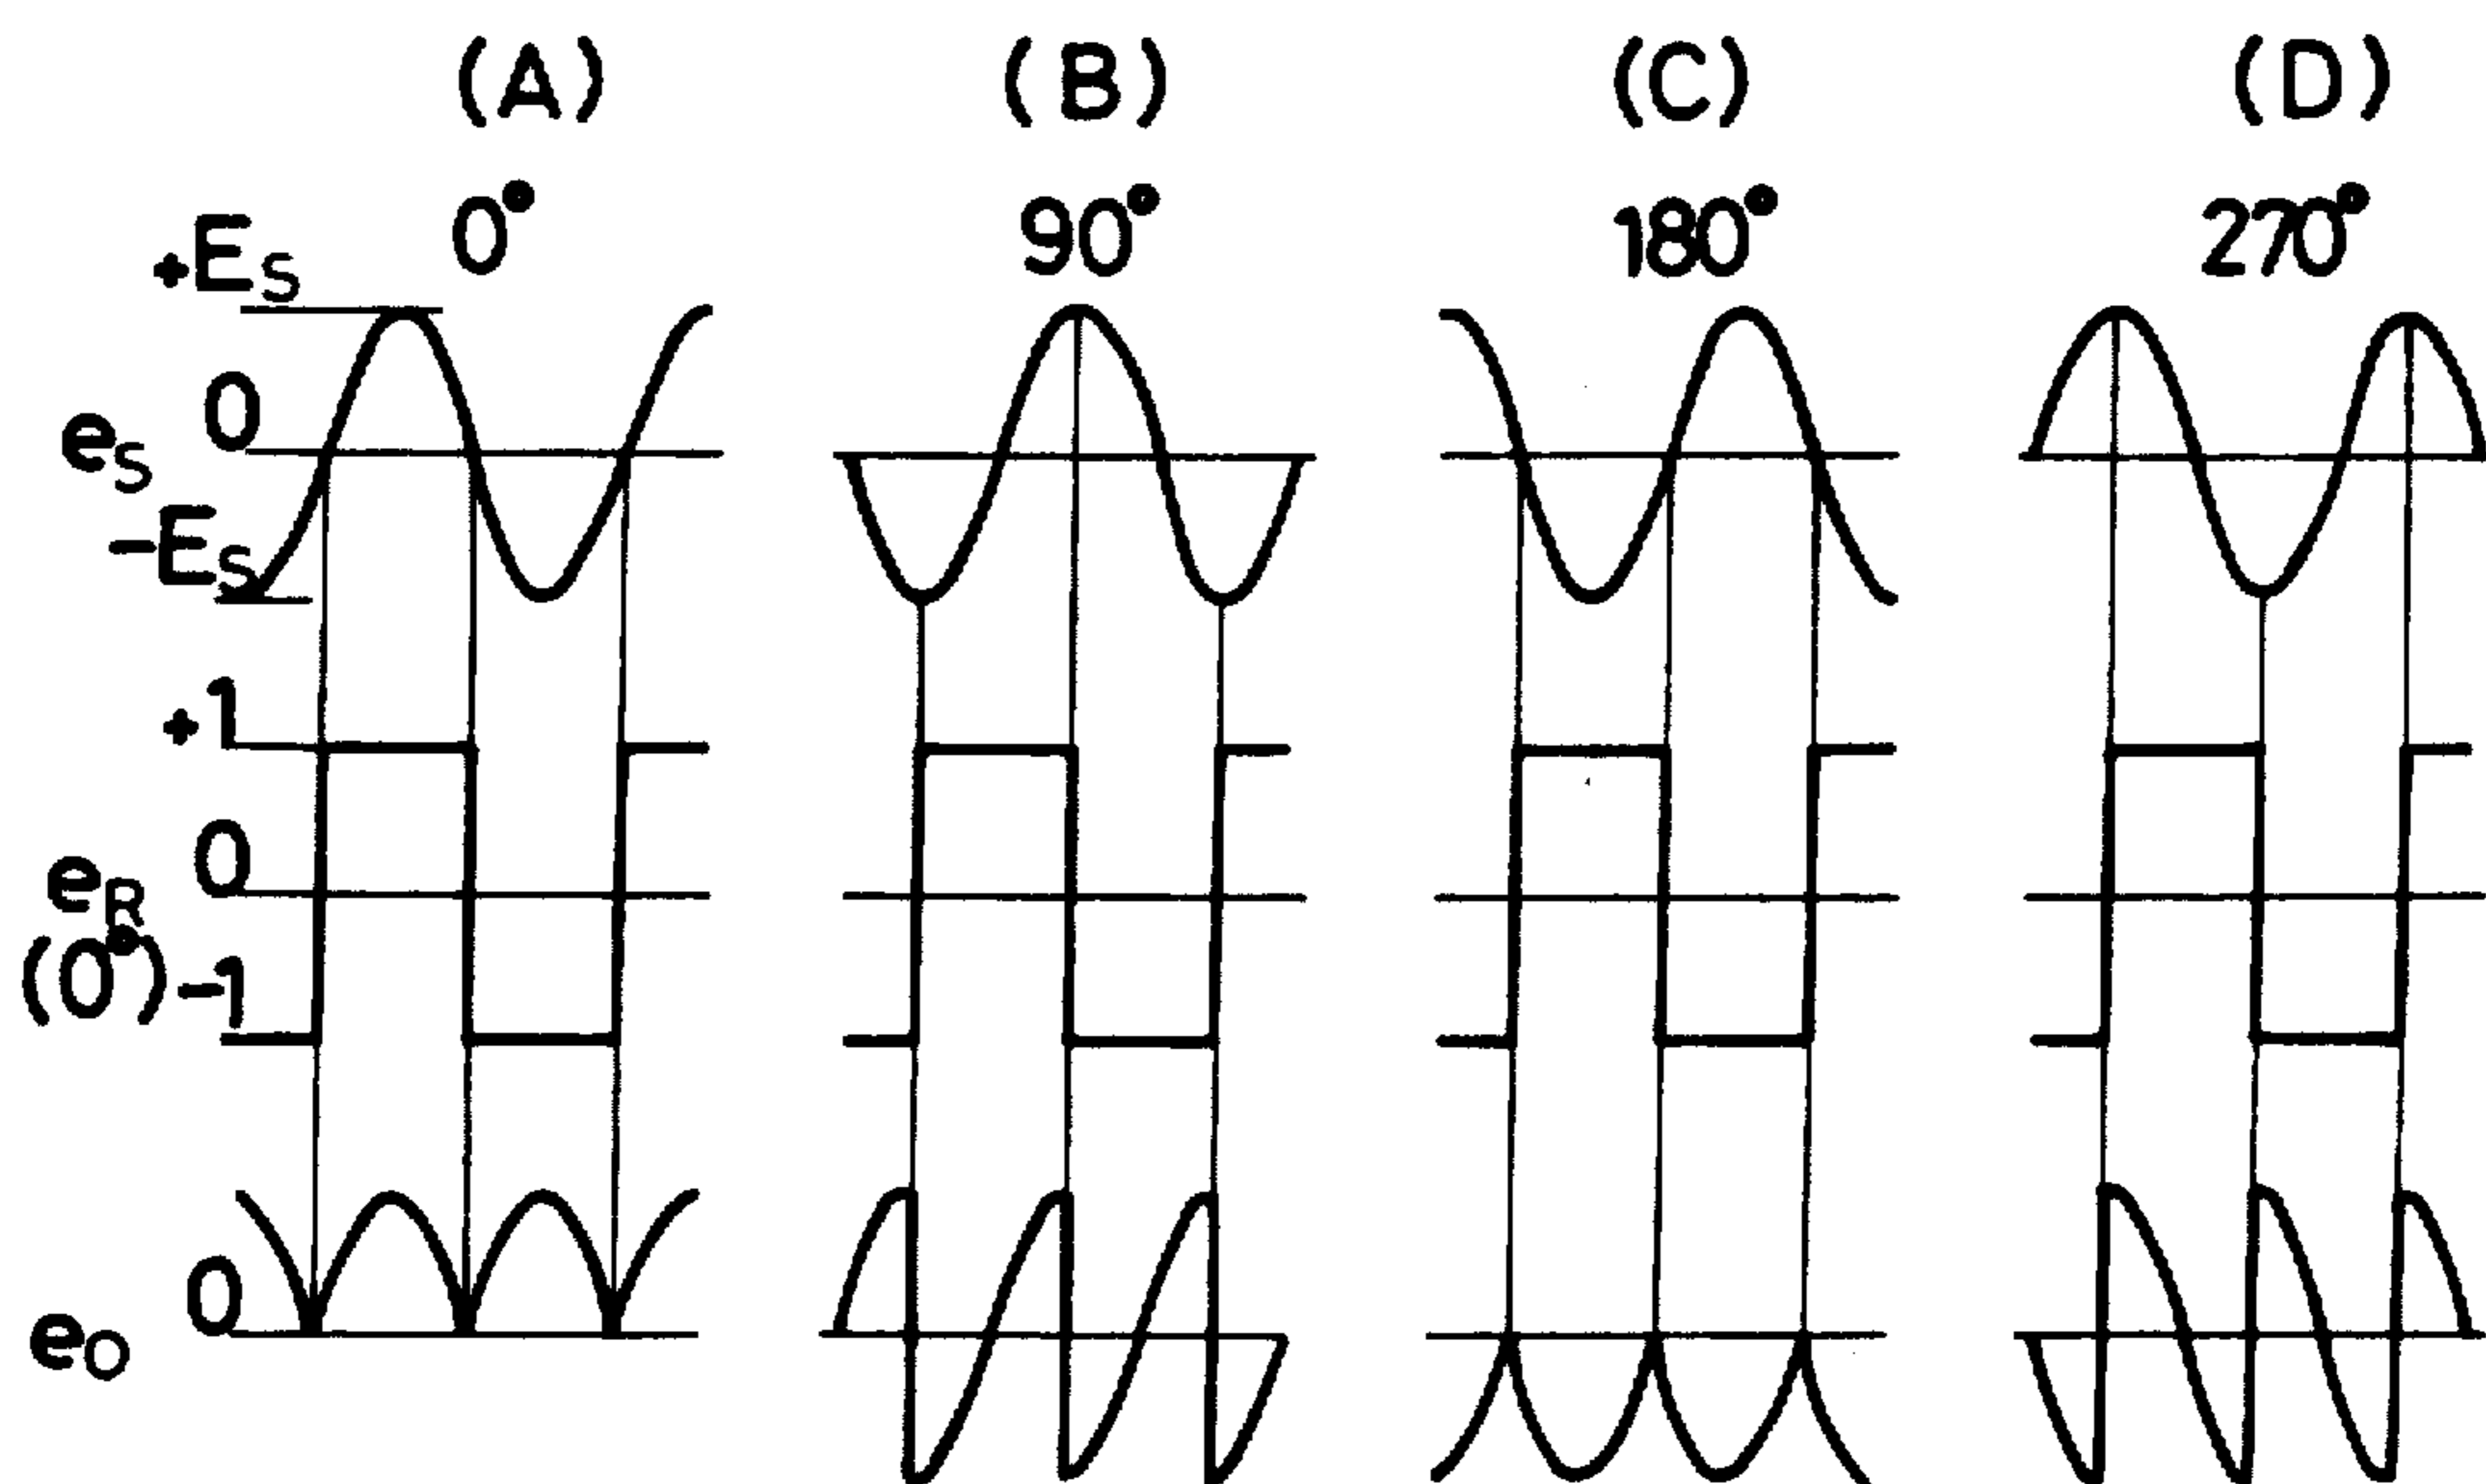 (A) (B) (C) (D)
0° 90° 180° 270°
+Es
0
es
-Es
+1
0
eR
(0°) -1
0
eo